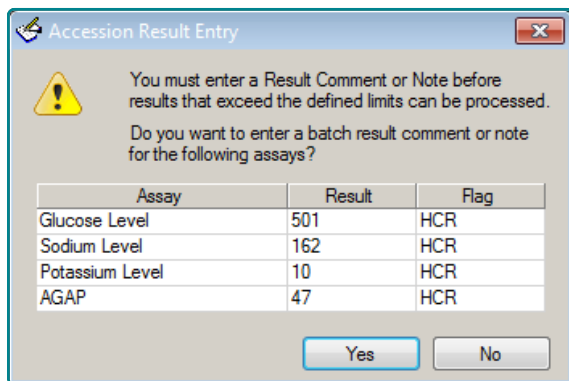 Accession Result Entry
You must enter a Result Comment or Note before
results that exceed the defined limits can be processed.
Do you want to enter a batch result comment or note
for the following assays?
Assay Result Flag
Glucose Level 501 HCR
Sodium Level 162 HCR
Potassium Level 10 HCR
AGAP 47 HCR
Yes No